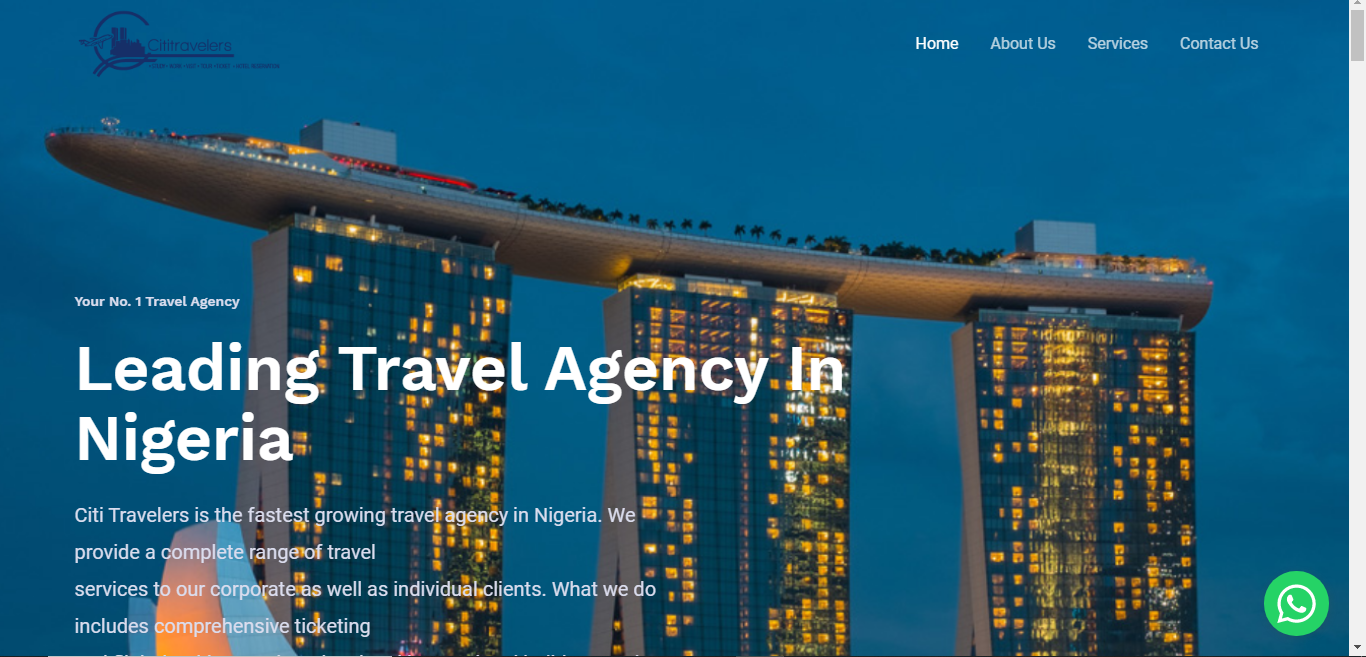 Cititravelers
Home
About Us
Services
Contact Us
Your No. 1 Travel Agency
Leading Travel Agency In
Nigeria
Citi Travelers is the fastest growing travel agency in Nigeria. We
provide a complete range of travel
services to our corporate as well as individual clients. What we do
includes comprehensive ticketing